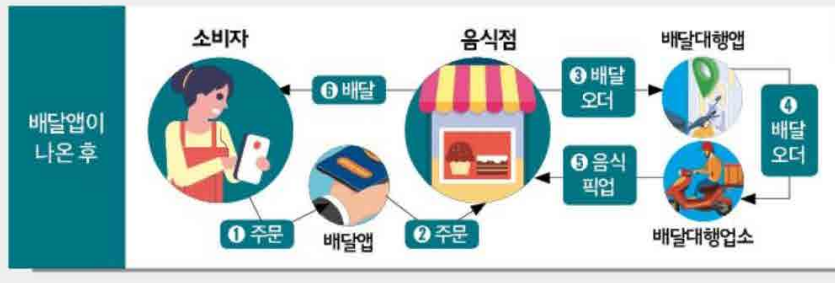 배달앱이
나온 후
소비자
음식점
배달대행앱
❻ 배달
❸ 배달
오더
❹
배달
오더
❺ 음식
픽업
❶ 주문
배달앱
❷ 주문
배달대행업소